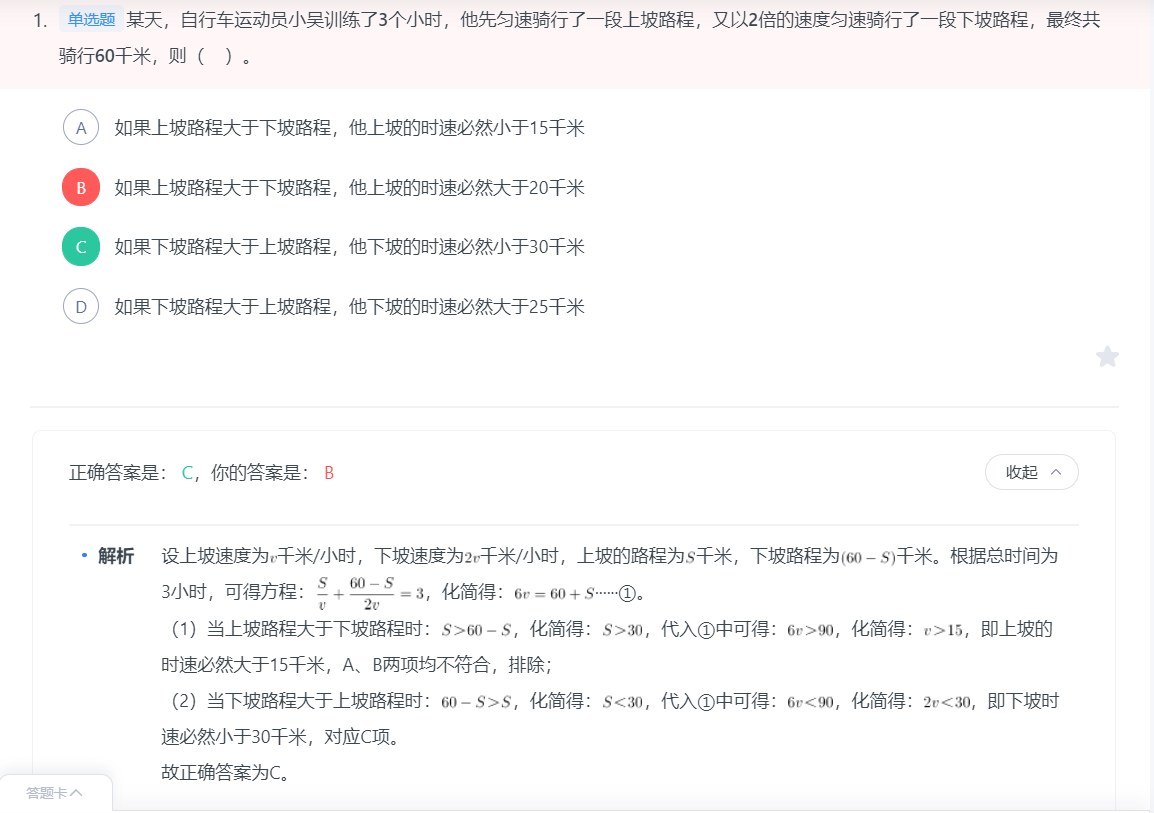 1. 单选题 某天，自行车运动员小吴训练了3个小时，他先匀速骑行了一段上坡路程，又以2倍的速度匀速骑行了一段下坡路程，最终共
骑行60千米，则（　）。
A 如果上坡路程大于下坡路程，他上坡的时速必然小于15千米
B 如果上坡路程大于下坡路程，他上坡的时速必然大于20千米
C 如果下坡路程大于上坡路程，他下坡的时速必然小于30千米
D 如果下坡路程大于上坡路程，他下坡的时速必然大于25千米
正确答案是： C，你的答案是： B 收起
• 解析 设上坡速度为v千米/小时，下坡速度为2v千米/小时，上坡的路程为S千米，下坡路程为(60 − S)千米。根据总时间为
3小时，可得方程：S/v + (60 − S)/2v = 3，化简得：6v = 60 + S……①。
（1）当上坡路程大于下坡路程时：S>60 − S，化简得：S>30，代入①中可得：6v>90，化简得：v>15，即上坡的
时速必然大于15千米，A、B两项均不符合，排除；
（2）当下坡路程大于上坡路程时：60 − S>S，化简得：S<30，代入①中可得：6v<90，化简得：2v<30，即下坡时
速必然小于30千米，对应C项。
故正确答案为C。
答题卡